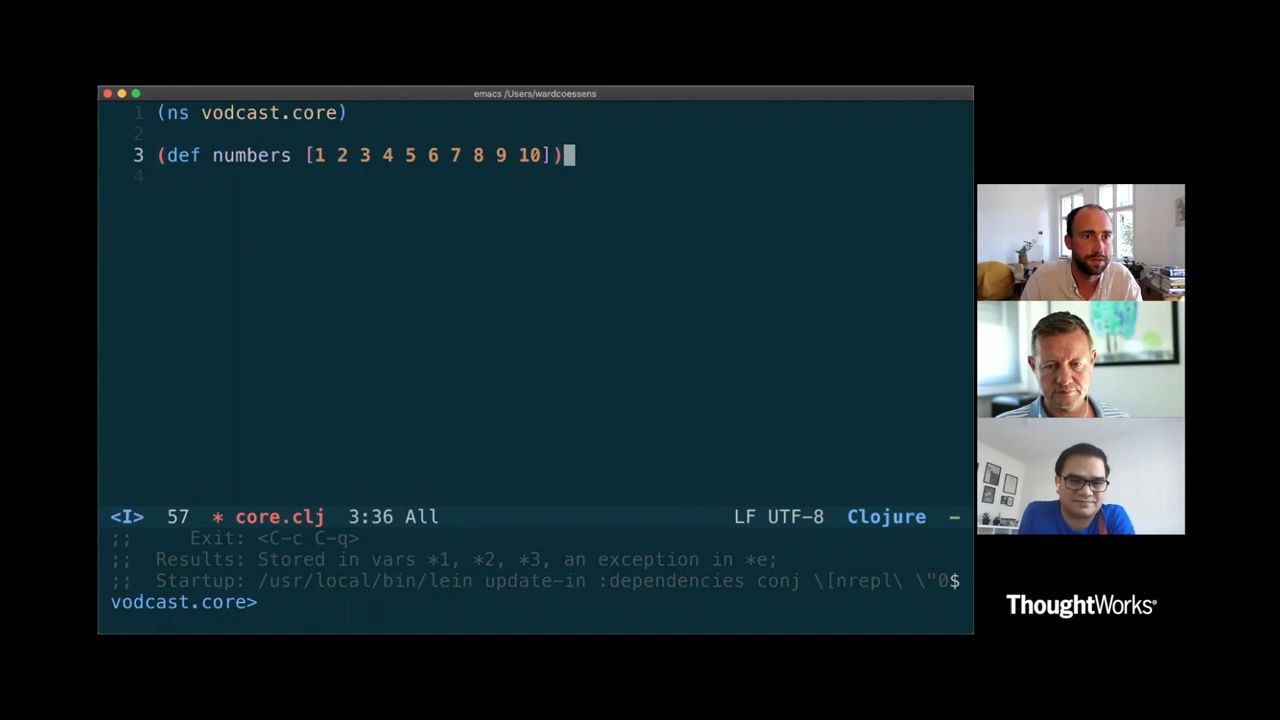 emacs /Users/wardcoessens
1 (ns vodcast.core)
2
3 (def numbers [1 2 3 4 5 6 7 8 9 10])
4
<I> 57 * core.clj 3:36 All LF UTF-8 Clojure –
;;     Exit: <C-c C-q>
;;  Results: Stored in vars *1, *2, *3, an exception in *e;
;;  Startup: /usr/local/bin/lein update-in :dependencies conj \[nrepl\ \"0$
vodcast.core>
ThoughtWorks®